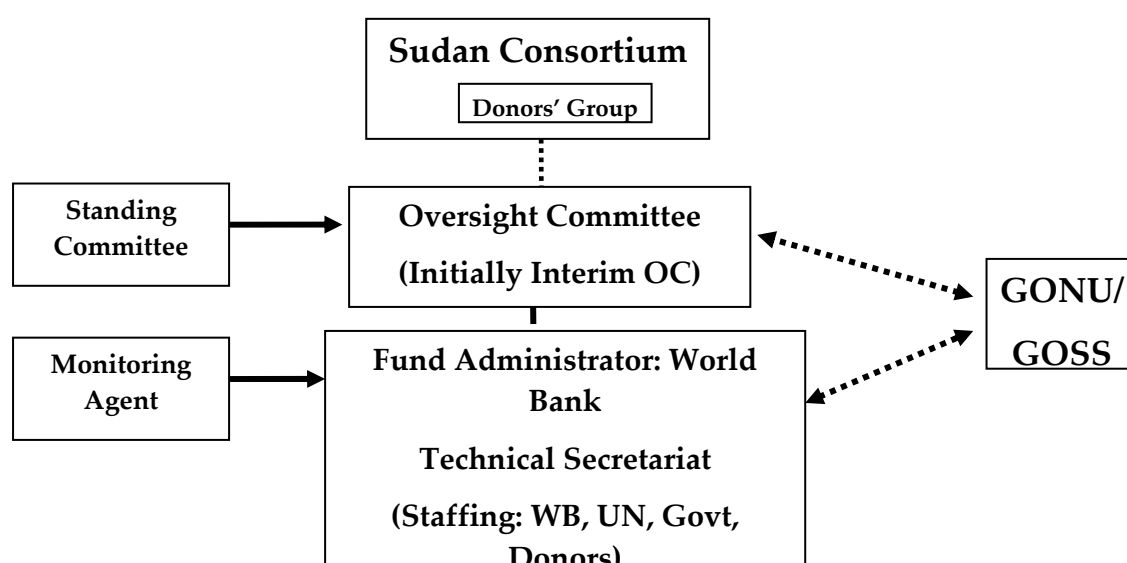 Sudan Consortium
Donors’ Group
Standing
Committee
Oversight Committee
(Initially Interim OC)
GONU/
GOSS
Monitoring
Agent
Fund Administrator: World
Bank
Technical Secretariat
(Staffing: WB, UN, Govt,
Donors)